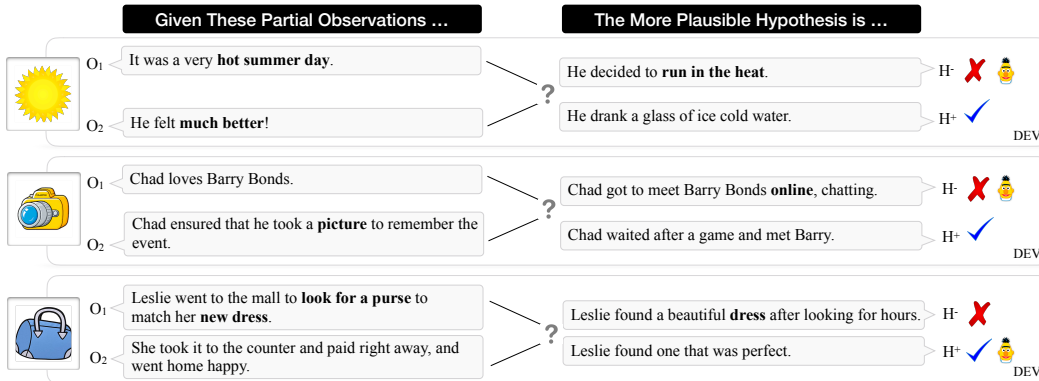 Given These Partial Observations ...
The More Plausible Hypothesis is ...
O1
It was a very hot summer day.
O2
He felt much better!
?
He decided to run in the heat.
H-
He drank a glass of ice cold water.
H+
DEV
O1
Chad loves Barry Bonds.
O2
Chad ensured that he took a picture to remember the
event.
?
Chad got to meet Barry Bonds online, chatting.
H-
Chad waited after a game and met Barry.
H+
DEV
O1
Leslie went to the mall to look for a purse to
match her new dress.
O2
She took it to the counter and paid right away, and
went home happy.
?
Leslie found a beautiful dress after looking for hours.
H-
Leslie found one that was perfect.
H+
DEV